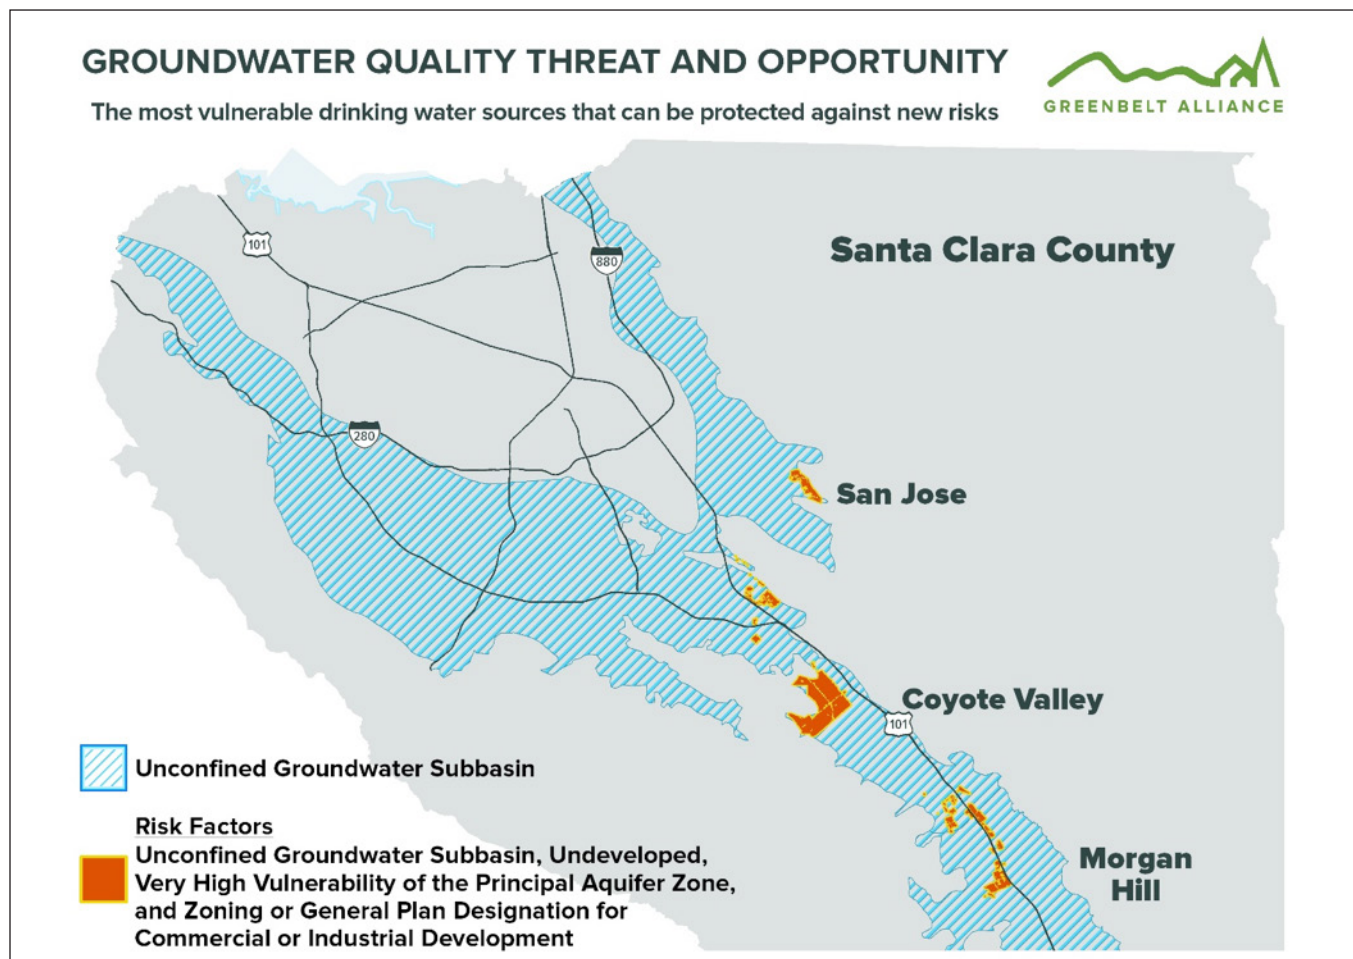 GROUNDWATER QUALITY THREAT AND OPPORTUNITY
The most vulnerable drinking water sources that can be protected against new risks
GREENBELT ALLIANCE
101
880
Santa Clara County
280
San Jose
Coyote Valley
101
Unconfined Groundwater Subbasin
Risk Factors
Unconfined Groundwater Subbasin, Undeveloped,
Very High Vulnerability of the Principal Aquifer Zone,
and Zoning or General Plan Designation for
Commercial or Industrial Development
Morgan
Hill